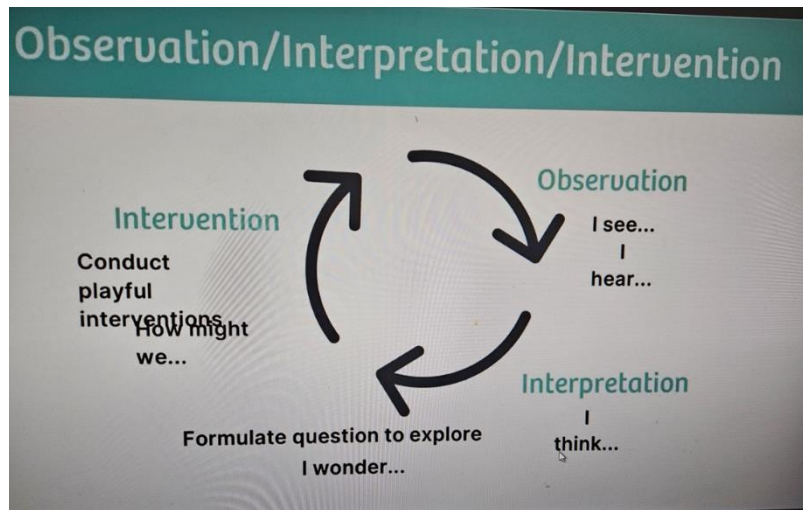 Observation/Interpretation/Intervention
Observation
I see...
I
hear...
Interpretation
I
think...
Formulate question to explore
I wonder...
Intervention
Conduct
playful
interventions
How might
we...